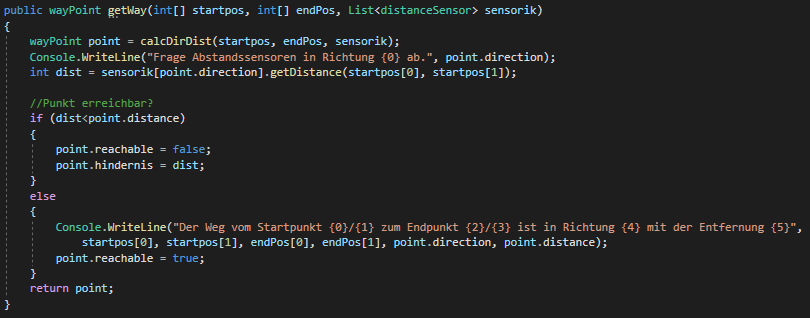 public wayPoint getWay(int[] startpos, int[] endPos, List<distanceSensor> sensorik)
{
wayPoint point = calcDirDist(startpos, endPos, sensorik);
Console.WriteLine("Frage Abstandssensoren in Richtung {0} ab.", point.direction);
int dist = sensorik[point.direction].getDistance(startpos[0], startpos[1]);
//Punkt erreichbar?
if (dist<point.distance)
{
point.reachable = false;
point.hindernis = dist;
}
else
{
Console.WriteLine("Der Weg vom Startpunkt {0}/{1} zum Endpunkt {2}/{3} ist in Richtung {4} mit der Entfernung {5}",
startpos[0], startpos[1], endPos[0], endPos[1], point.direction, point.distance);
point.reachable = true;
}
return point;
}